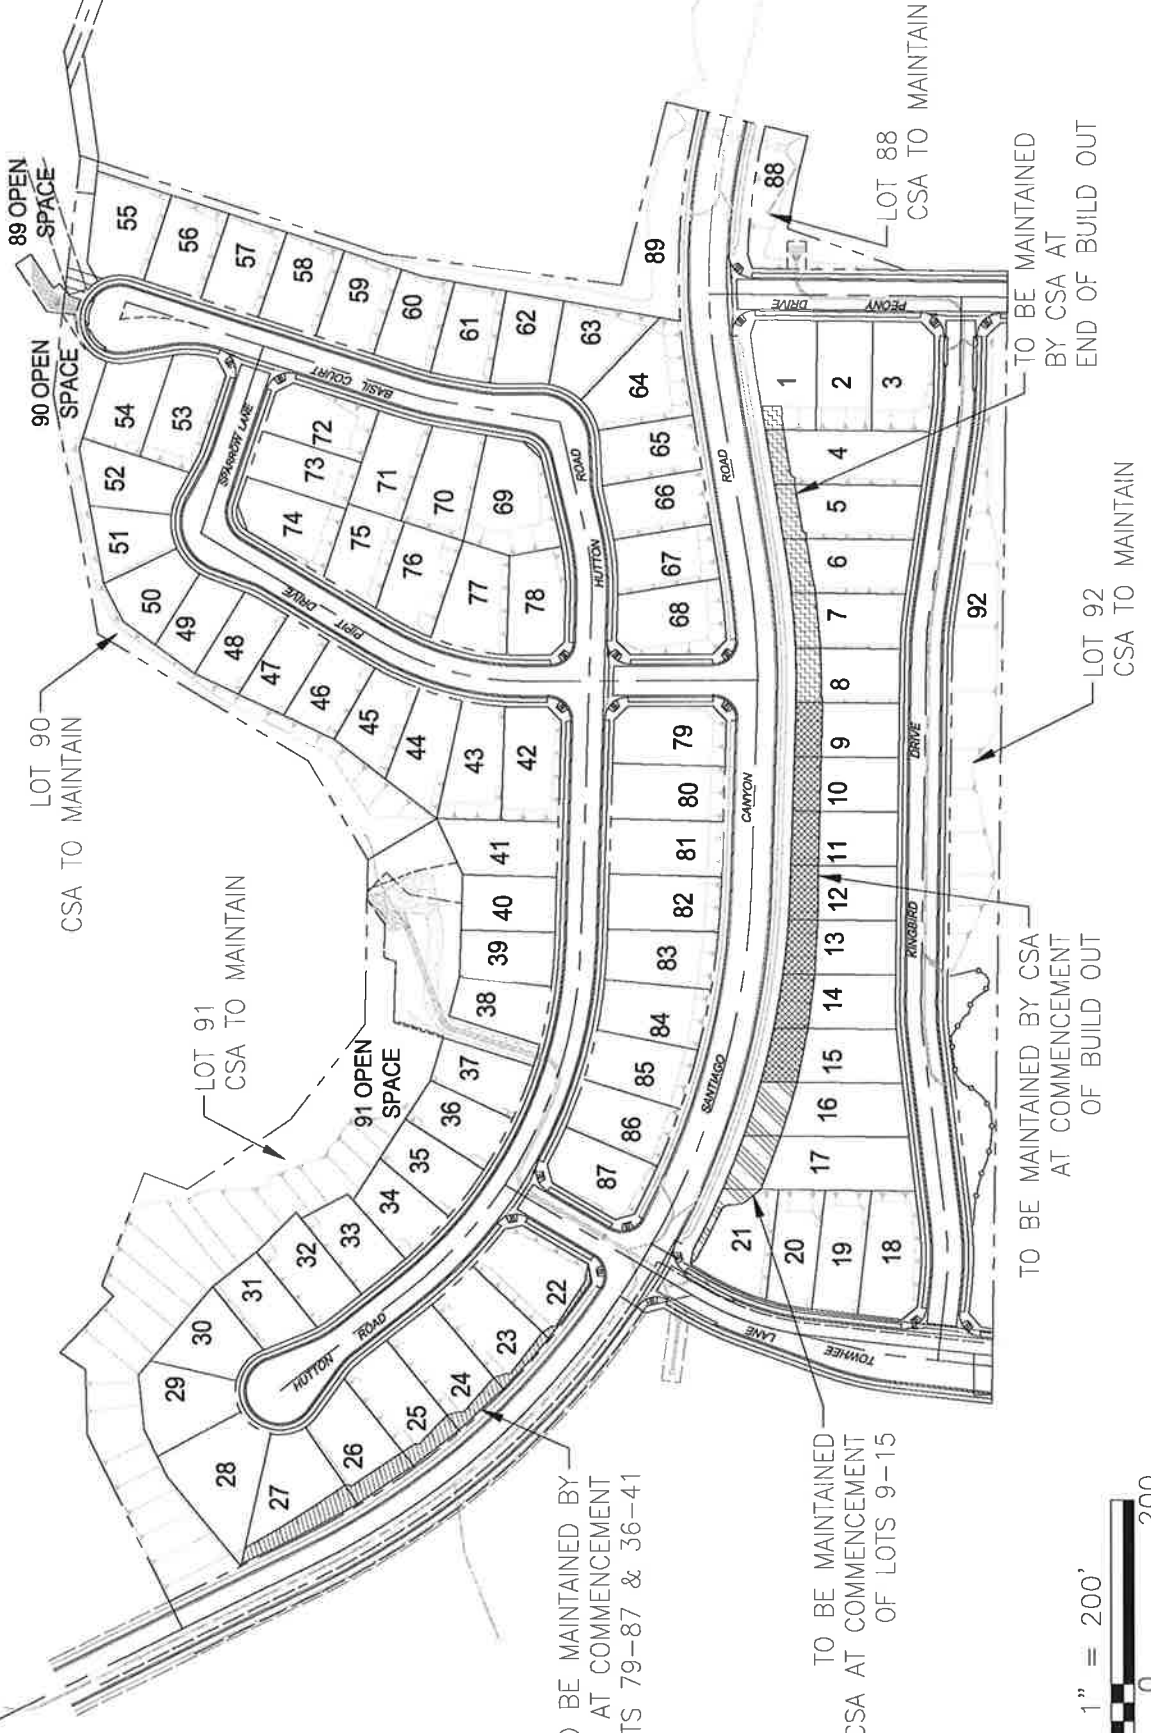 89 OPEN
SPACE
90 OPEN
SPACE
91 OPEN
SPACE
LOT 90
CSA TO MAINTAIN
LOT 91
CSA TO MAINTAIN
LOT 88
CSA TO MAINTAIN
LOT 92
CSA TO MAINTAIN
TO BE MAINTAINED
BY CSA AT
END OF BUILD OUT
TO BE MAINTAINED BY CSA
AT COMMENCEMENT
OF BUILD OUT
TO BE MAINTAINED
CSA AT COMMENCEMENT
OF LOTS 9-15
BE MAINTAINED BY
AT COMMENCEMENT
TS 79-87 & 36-41
55
56
57
58
59
60
61
62
63
64
65
66
67
68
54
53
52
51
50
49
48
47
46
45
44
43
42
41
40
39
38
37
36
35
34
33
32
31
30
29
28
27
26
25
24
23
22
72
73
74
71
75
70
76
69
77
78
79
80
81
82
83
84
85
86
87
88
89
1
2
3
4
5
6
7
8
9
10
11
12
13
14
15
16
17
18
19
20
21
92
BASIL COURT
SPARROW LANE
PIPIT DRIVE
HUTTON ROAD
HUTTON ROAD
SANTIAGO CANYON ROAD
PEONY DRIVE
KINGBIRD DRIVE
TOWHEE LANE
1" = 200'
0
200